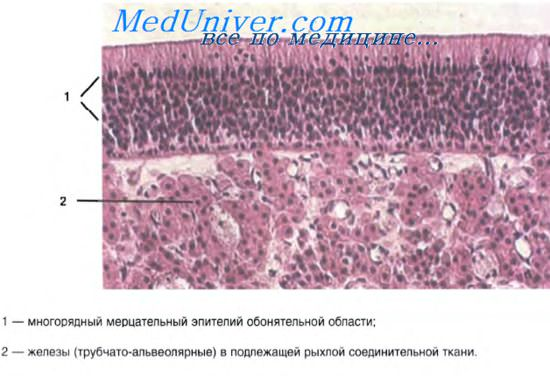 MedUniver.com
все по медицине...
1
2
1 — многорядный мерцательный эпителий обонятельной области;
2 — железы (трубчато-альвеолярные) в подлежащей рыхлой соединительной ткани.